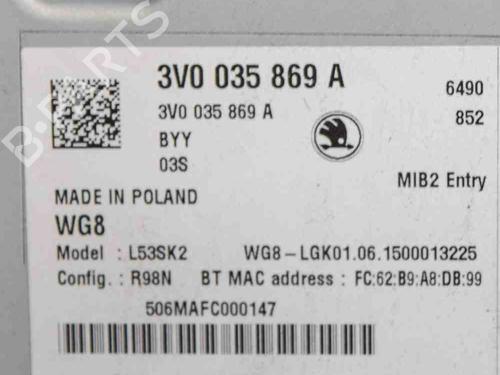 B-PARTS
3V0 035 869 A
6490
3V0 035 869 A
852
BYY
03S
MIB2 Entry
MADE IN POLAND
WG8
Model : L53SK2 WG8-LGK01.06.1500013225
Config. : R98N BT MAC address : FC:62:B9:A8:DB:99
506MAFC000147